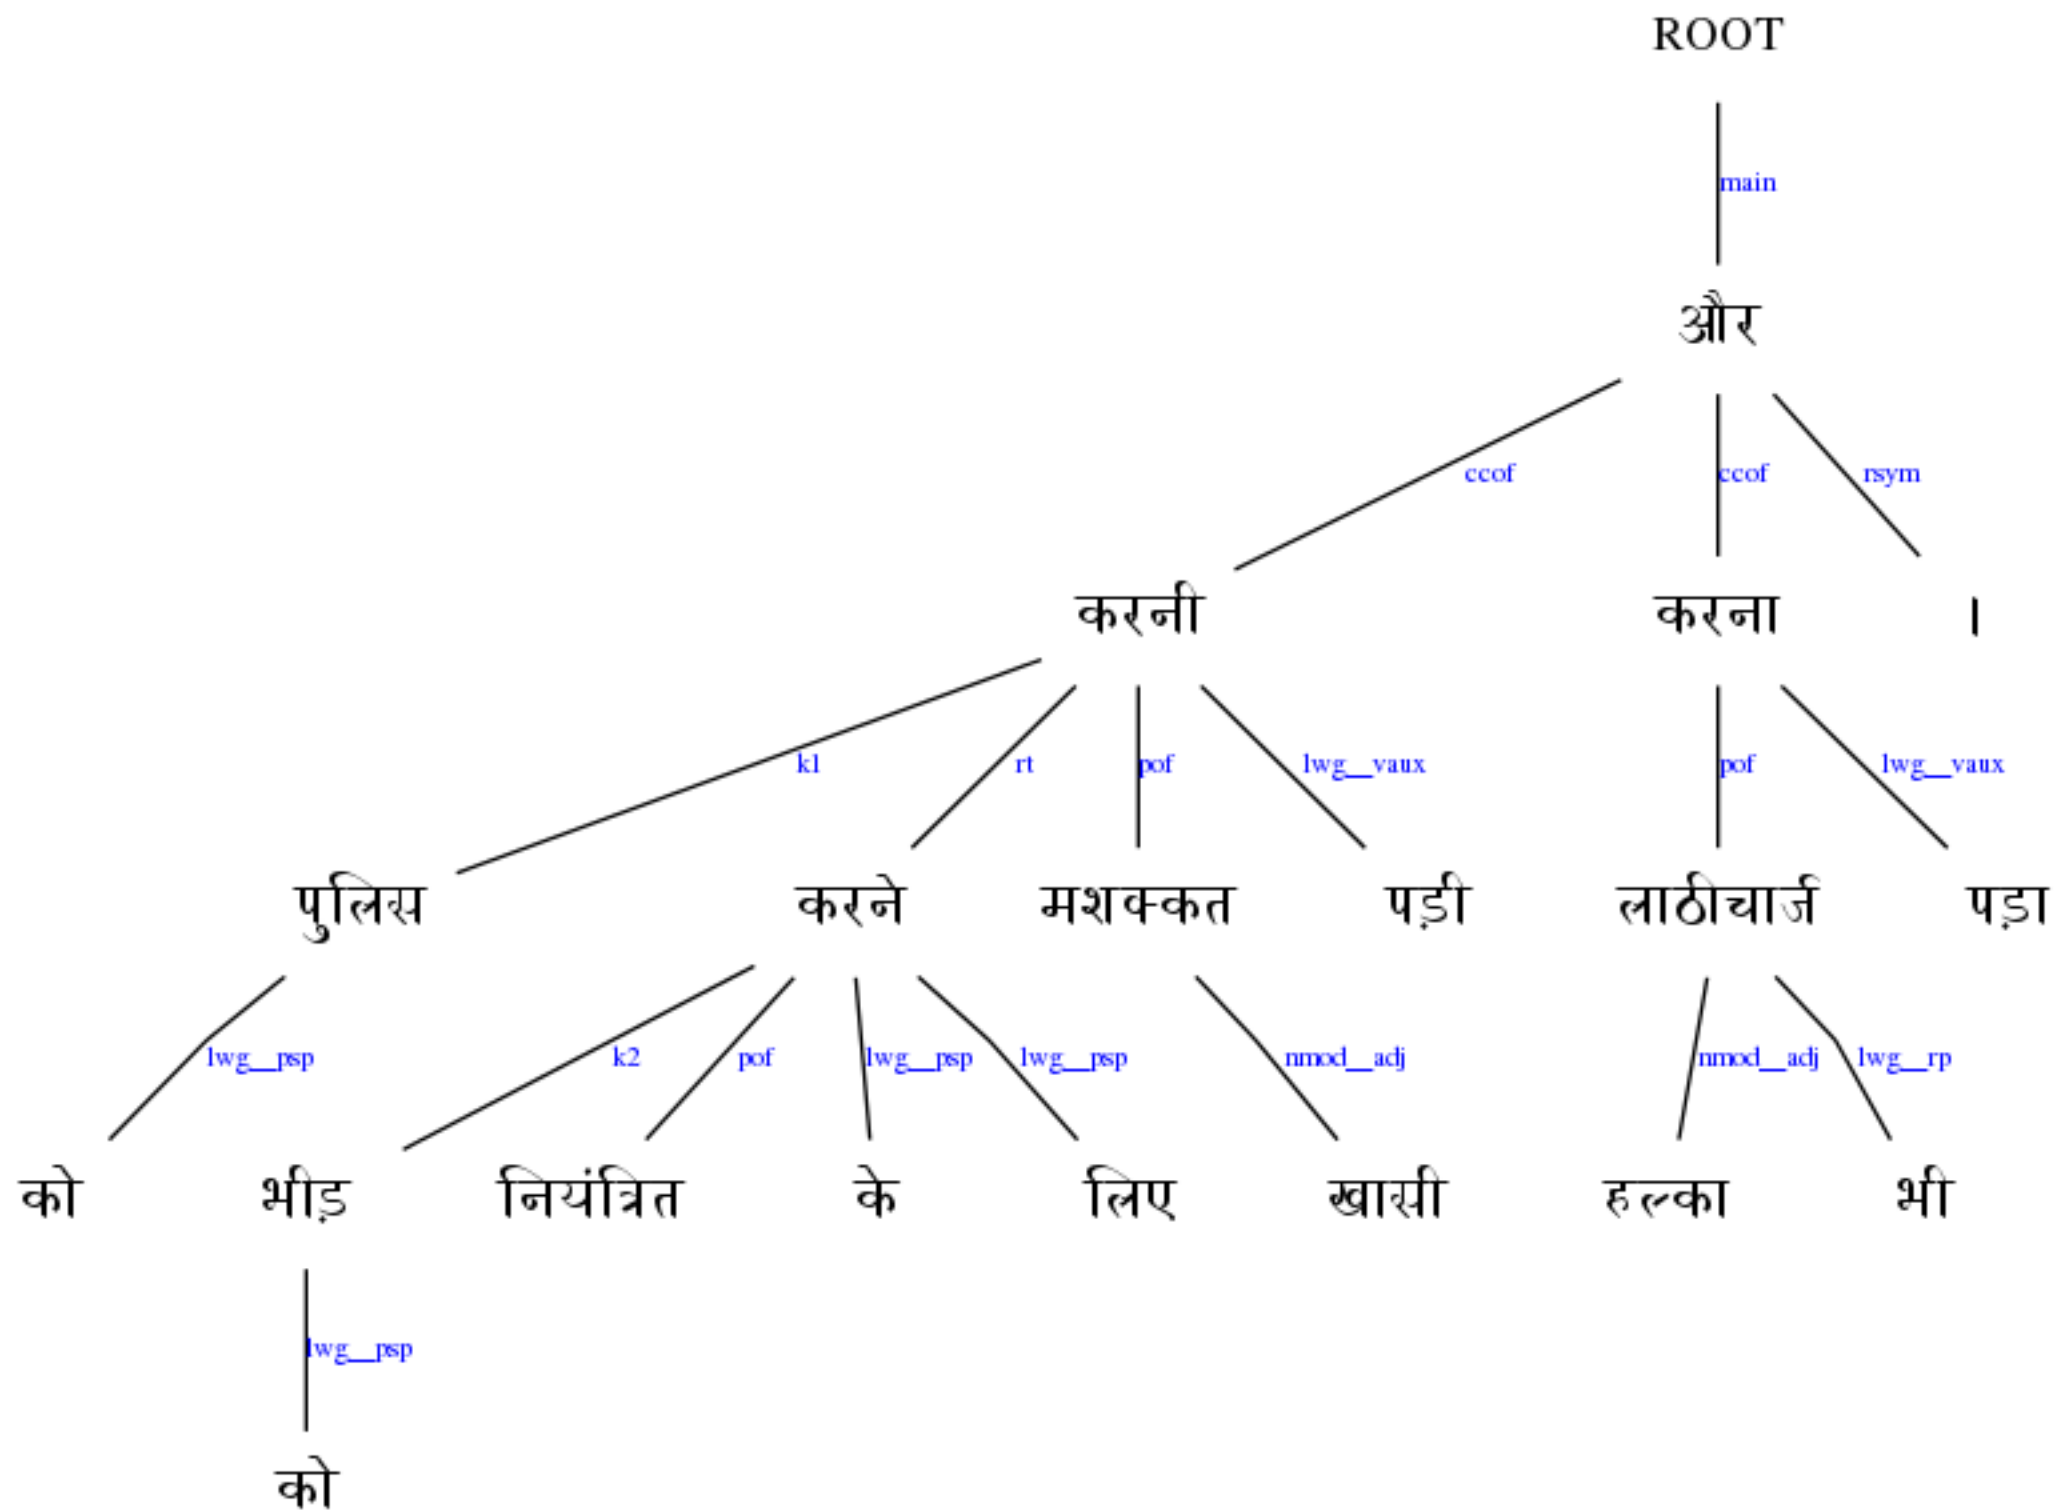 ROOT
main
और
ccof ccof rsym
करनी करना ।
k1 rt pof lwg__vaux pof lwg__vaux
पुलिस करने मशक्कत पड़ी लाठीचार्ज पड़ा
lwg__psp k2 pof lwg__psp lwg__psp nmod__adj nmod__adj lwg__rp
को भीड़ नियंत्रित के लिए खासी हल्का भी
lwg__psp
को